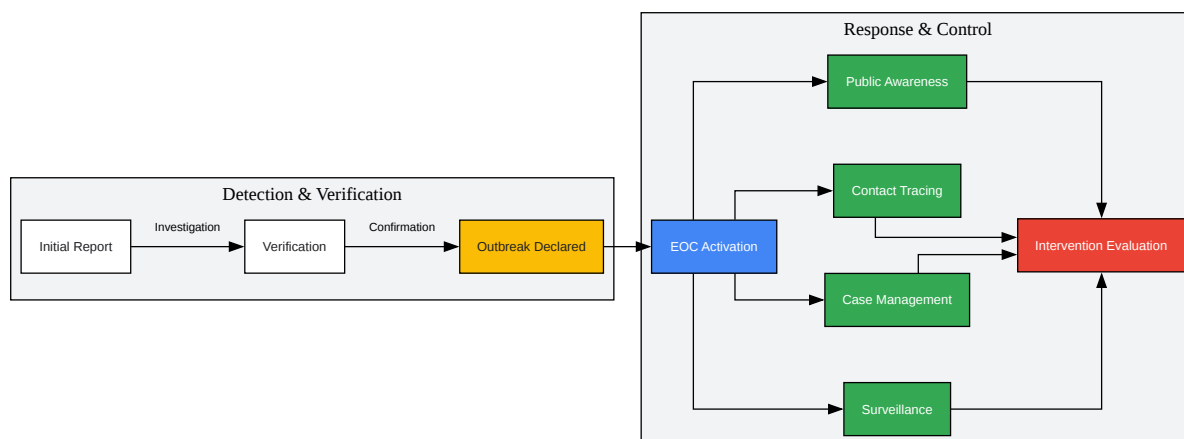 Response & Control
Public Awareness
Detection & Verification
Contact Tracing
Initial Report
Investigation
Verification
Confirmation
Outbreak Declared
EOC Activation
Intervention Evaluation
Case Management
Surveillance